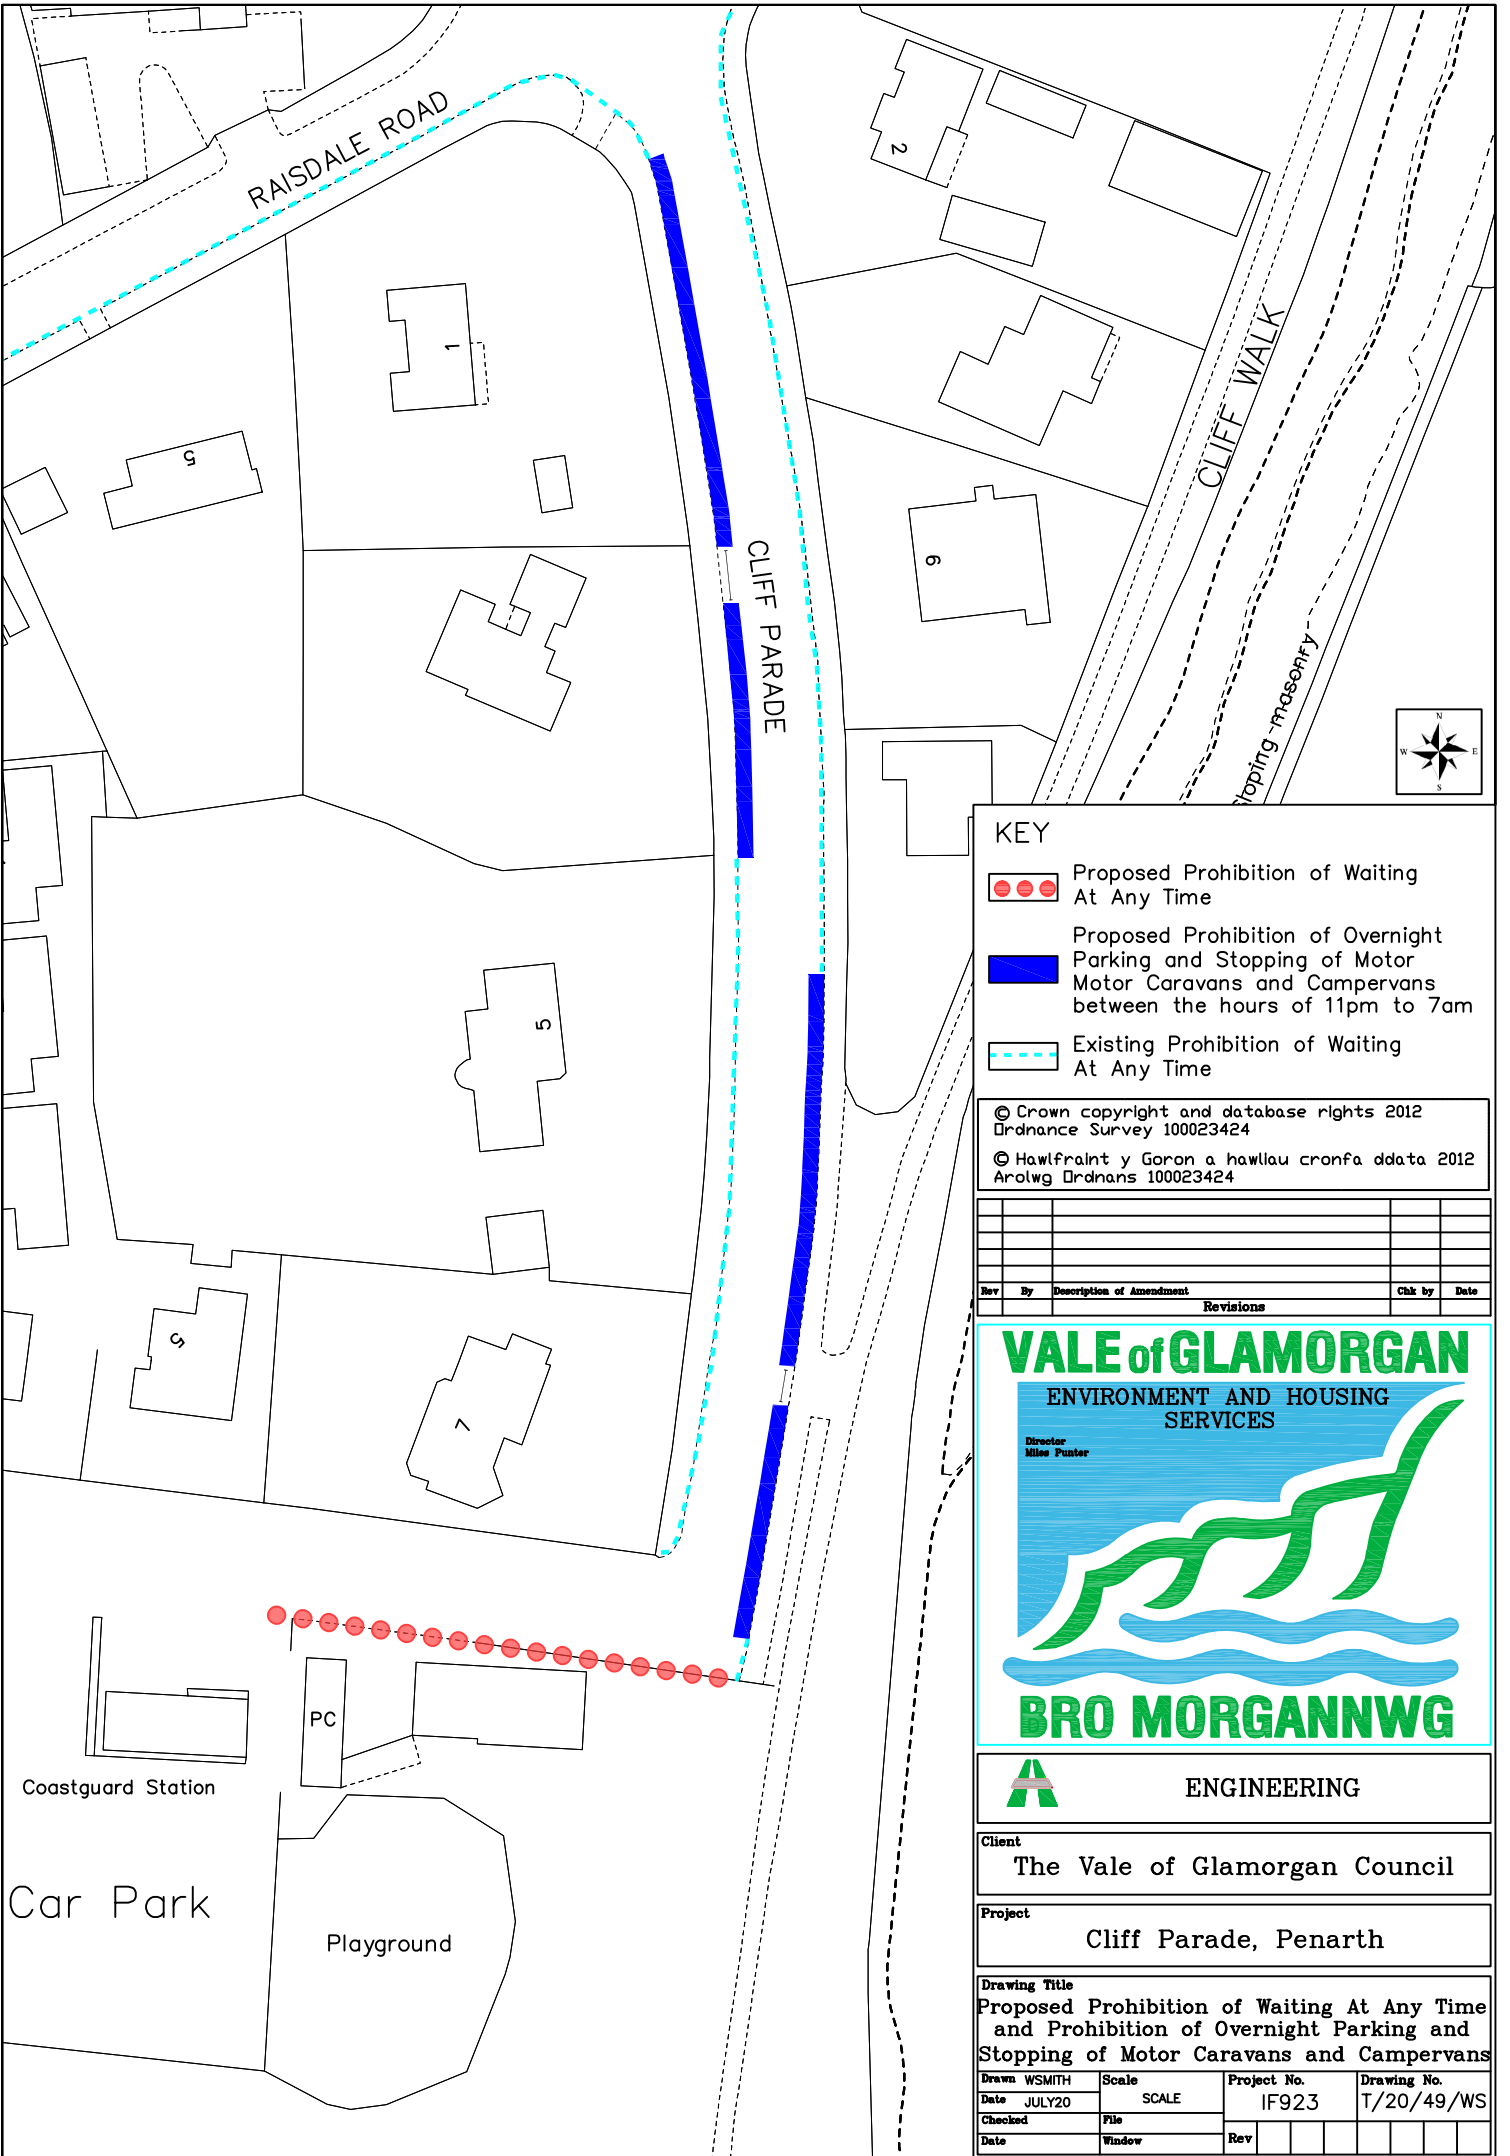 RAISDALE ROAD
2
1
5
CLIFF WALK
CLIFF PARADE
6
sloping masonry
N
W E
S
5
5
7
PC
Coastguard Station
Car Park
Playground
KEY
Proposed Prohibition of Waiting
At Any Time
Proposed Prohibition of Overnight
Parking and Stopping of Motor
Motor Caravans and Campervans
between the hours of 11pm to 7am
Existing Prohibition of Waiting
At Any Time
© Crown copyright and database rights 2012
Ordnance Survey 100023424
© Hawlfraint y Goron a hawliau cronfa ddata 2012
Arolwg Ordnans 100023424
Rev By Description of Amendment Chk by Date
Revisions
VALE of GLAMORGAN
ENVIRONMENT AND HOUSING
SERVICES
Director
Miles Punter
BRO MORGANNWG
ENGINEERING
Client
The Vale of Glamorgan Council
Project
Cliff Parade, Penarth
Drawing Title
Proposed Prohibition of Waiting At Any Time
and Prohibition of Overnight Parking and
Stopping of Motor Caravans and Campervans
Drawn WSMITH Scale Project No. Drawing No.
Date JULY20 SCALE IF923 T/20/49/WS
Checked File
Date Window Rev